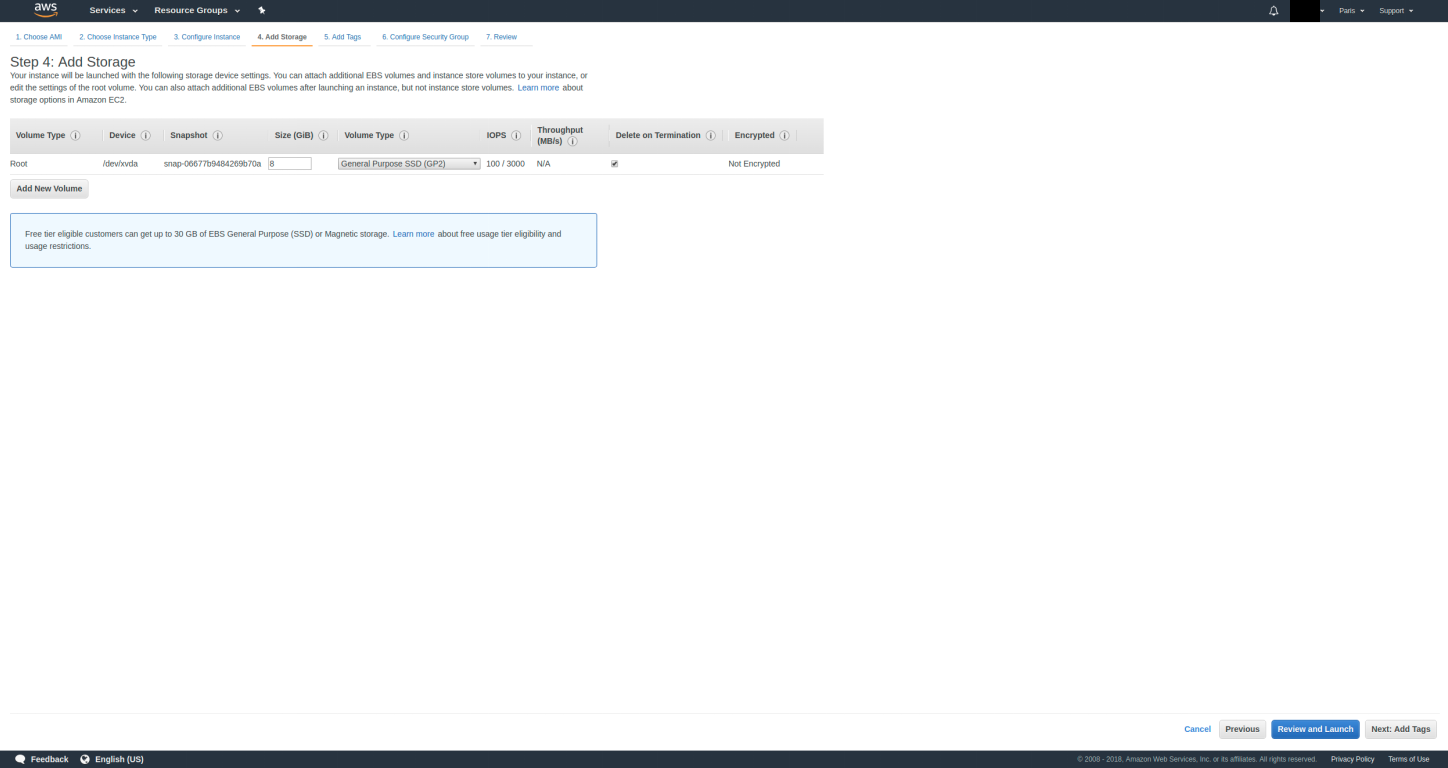 aws Services Resource Groups Paris Support
1. Choose AMI 2. Choose Instance Type 3. Configure Instance 4. Add Storage 5. Add Tags 6. Configure Security Group 7. Review
Step 4: Add Storage
Your instance will be launched with the following storage device settings. You can attach additional EBS volumes and instance store volumes to your instance, or
edit the settings of the root volume. You can also attach additional EBS volumes after launching an instance, but not instance store volumes. Learn more about
storage options in Amazon EC2.
Volume Type i Device i Snapshot i Size (GiB) i Volume Type i IOPS i Throughput (MB/s) i Delete on Termination i Encrypted i
Root /dev/xvda snap-06677b9484269b70a 8 General Purpose SSD (GP2) 100 / 3000 N/A Not Encrypted
Add New Volume
Free tier eligible customers can get up to 30 GB of EBS General Purpose (SSD) or Magnetic storage. Learn more about free usage tier eligibility and
usage restrictions.
Cancel Previous Review and Launch Next: Add Tags
Feedback English (US) © 2008 - 2018, Amazon Web Services, Inc. or its affiliates. All rights reserved. Privacy Policy Terms of Use